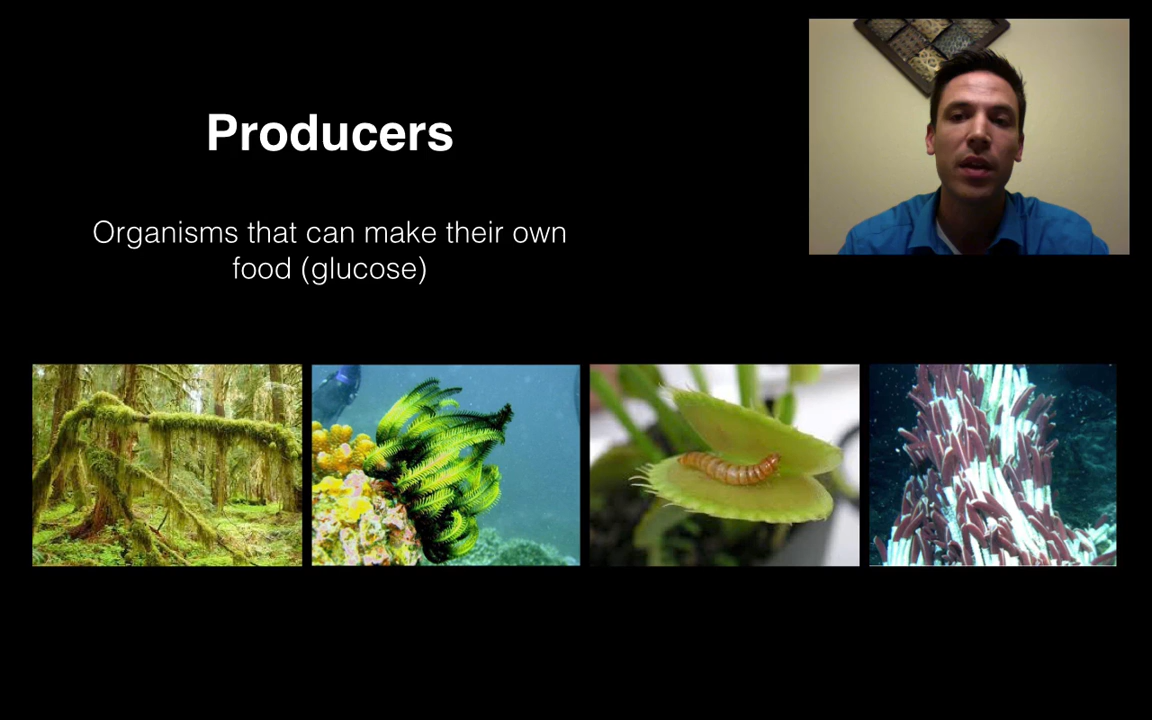 Producers
Organisms that can make their own
food (glucose)